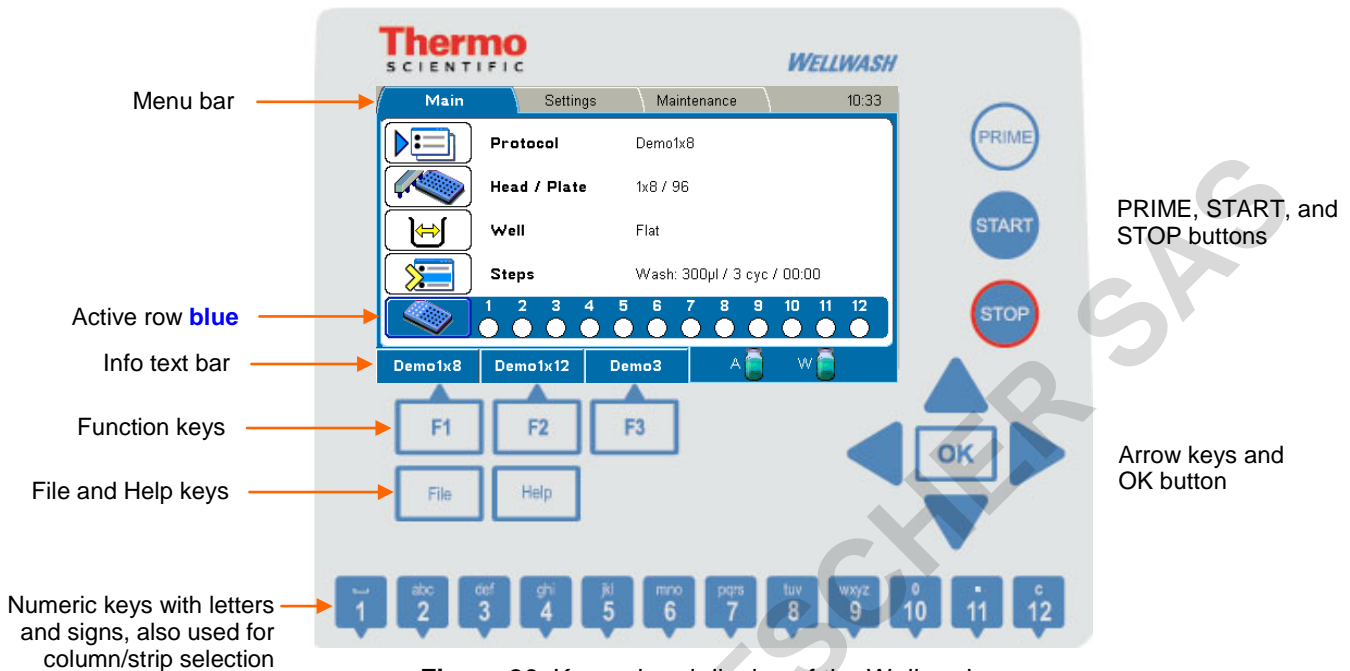 Thermo
SCIENTIFIC
WELLWASH
Menu bar
Main Settings Maintenance 10:33
Protocol Demo1x8
Head / Plate 1x8 / 96
Well Flat
Steps Wash: 300µl / 3 cyc / 00:00
Active row blue
1 2 3 4 5 6 7 8 9 10 11 12
Info text bar
Demo1x8 Demo1x12 Demo3 A W
PRIME
START
STOP
PRIME, START, and
STOP buttons
Function keys
F1 F2 F3
File and Help keys
File Help
OK
Arrow keys and
OK button
Numeric keys with letters
and signs, also used for
column/strip selection
1
abc 2
def 3
ghi 4
jkl 5
mno 6
pqrs 7
tuv 8
wxyz 9
0 10
. 11
c 12
ESCHER SAS